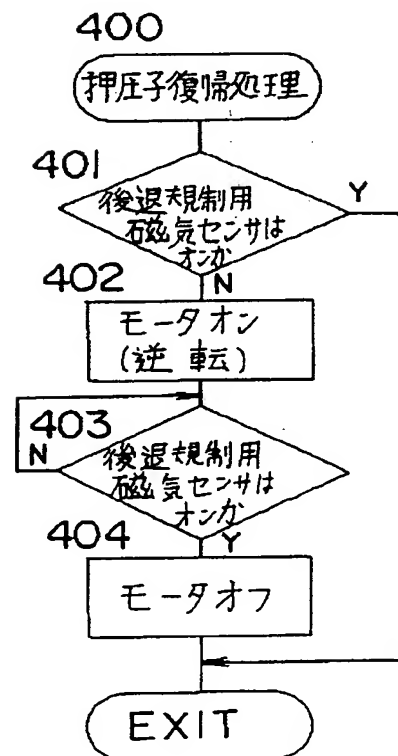 400
押圧子復帰処理
401
Y
後退規制用
磁気センサは
オンか
N
402
モータオン
(逆転)
403
N
後退規制用
磁気センサは
オンか
Y
404
モータオフ
EXIT